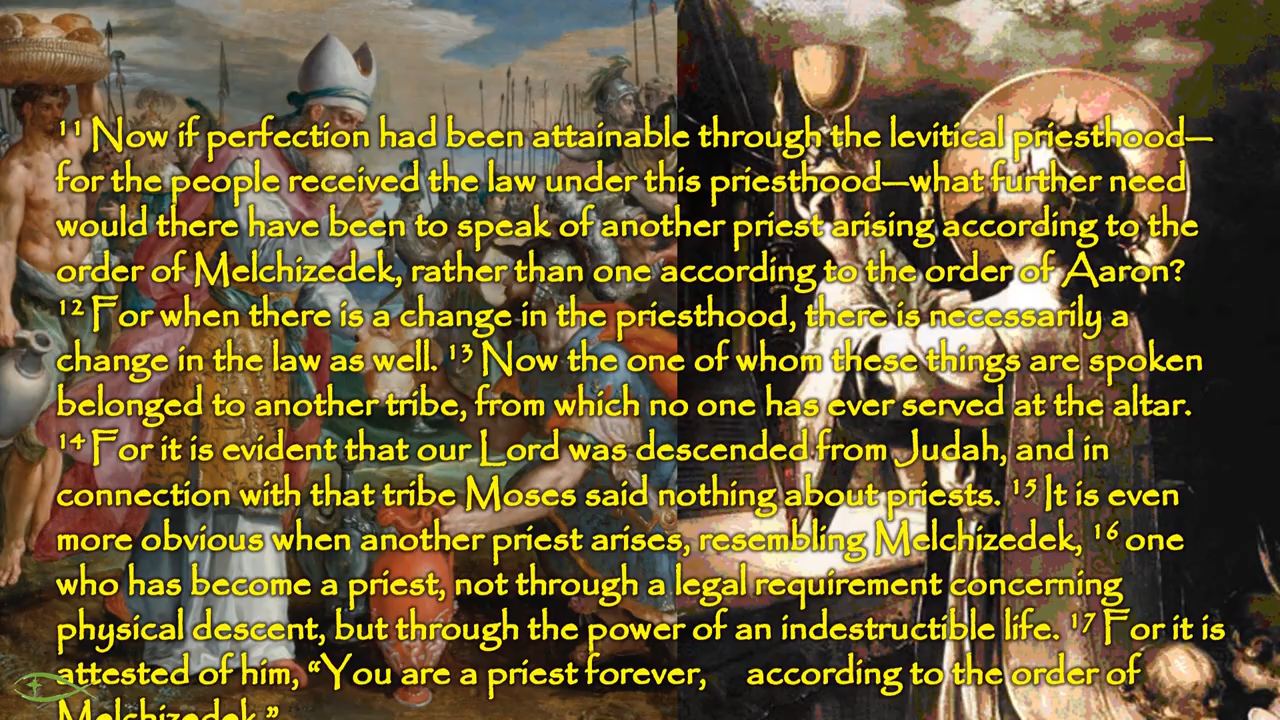 ¹¹ Now if perfection had been attainable through the levitical priesthood—
for the people received the law under this priesthood—what further need
would there have been to speak of another priest arising according to the
order of Melchizedek, rather than one according to the order of Aaron?
¹² For when there is a change in the priesthood, there is necessarily a
change in the law as well. ¹³ Now the one of whom these things are spoken
belonged to another tribe, from which no one has ever served at the altar.
¹⁴ For it is evident that our Lord was descended from Judah, and in
connection with that tribe Moses said nothing about priests. ¹⁵ It is even
more obvious when another priest arises, resembling Melchizedek, ¹⁶ one
who has become a priest, not through a legal requirement concerning
physical descent, but through the power of an indestructible life. ¹⁷ For it is
attested of him, “You are a priest forever, according to the order of
Melchizedek.”